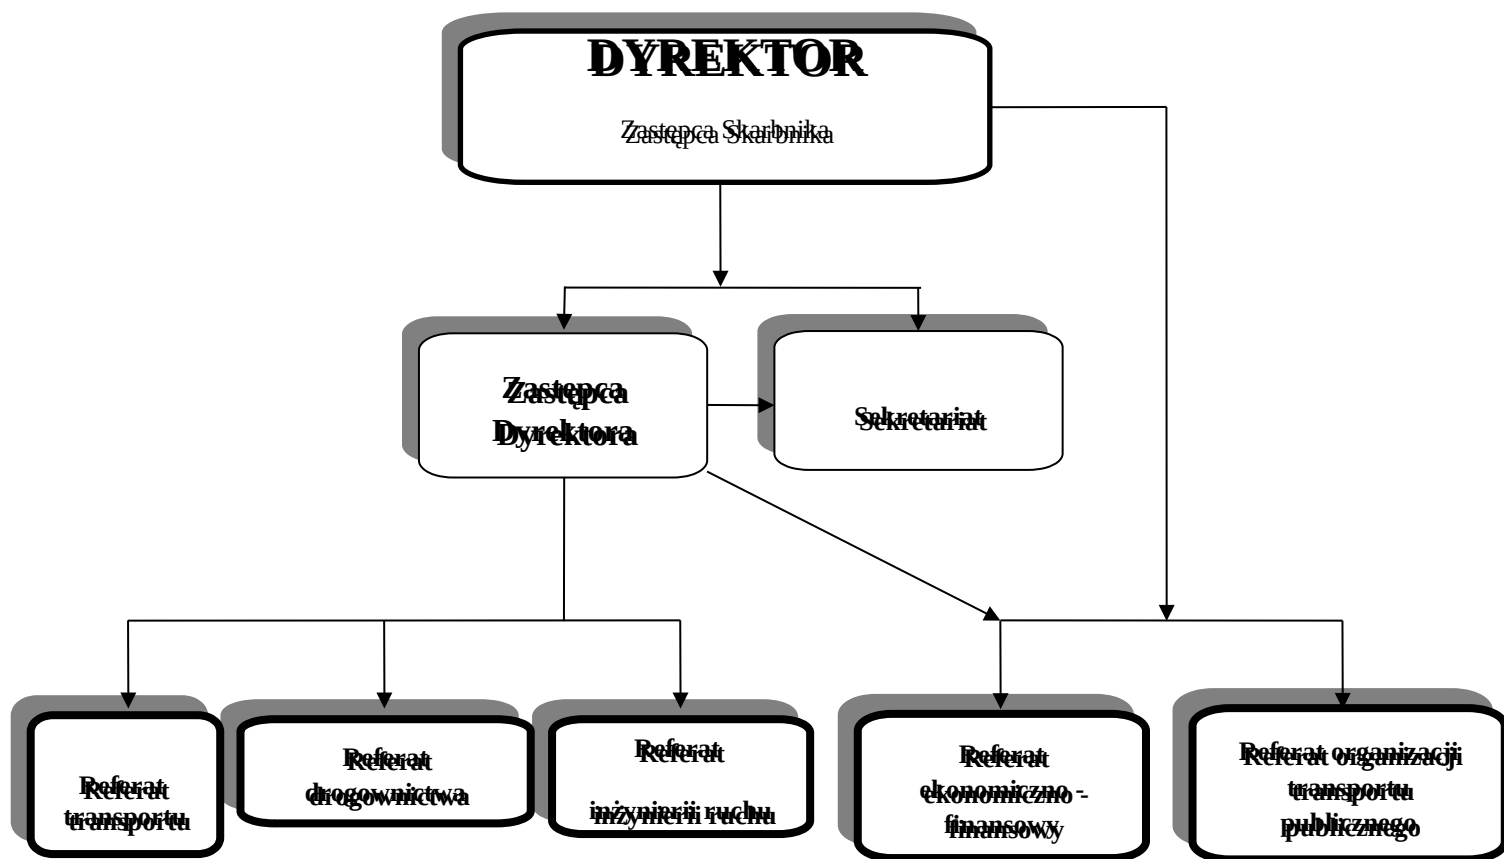 DYREKTOR
Zastępca Skarbnika
Zastępca
Dyrektora
Sekretariat
Referat
transportu
Referat
drogownictwa
Referat
inżynierii ruchu
Referat
ekonomiczno -
finansowy
Referat organizacji
transportu
publicznego